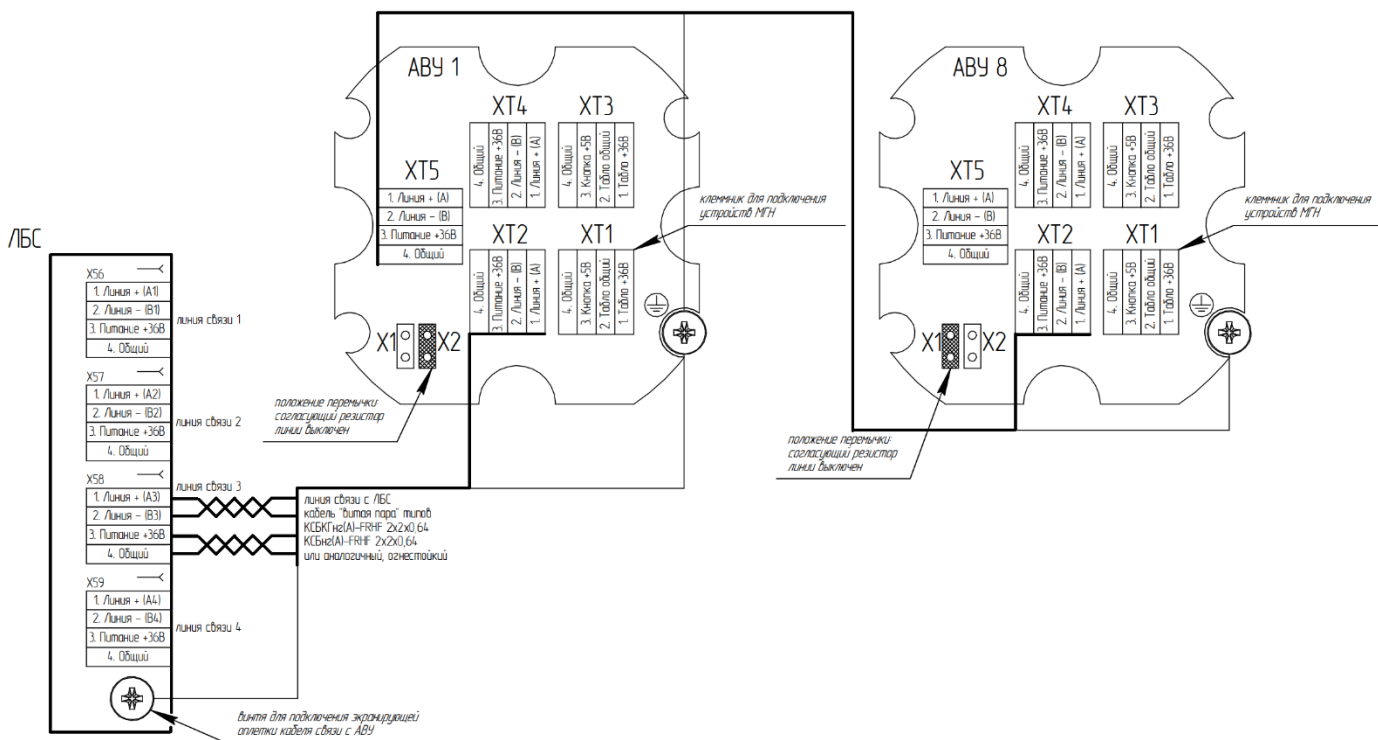 ЛБС
X56
1. Линия + (A1)
2. Линия – (B1)
3. Питание +36В
4. Общий
линия связи 1
X57
1. Линия + (A2)
2. Линия – (B2)
3. Питание +36В
4. Общий
линия связи 2
X58
1. Линия + (A3)
2. Линия – (B3)
3. Питание +36В
4. Общий
линия связи 3
X59
1. Линия + (A4)
2. Линия – (B4)
3. Питание +36В
4. Общий
линия связи 4
винтя для подключения экранирующей
оплетки кабеля связи с АВУ
линия связи с ЛБС
кабель "витая пара" типов
КСБКГнг(А)-FRHF 2x2x0,64
КСБнг(А)-FRHF 2x2x0,64
или аналогичный, огнестойкий
АВУ 1
XT4
4. Общий
3. Питание +36В
2. Линия – (B)
1. Линия + (A)
XT3
4. Общий
3. Кнопка +5В
2. Табло общий
1. Табло +36В
XT5
1. Линия + (A)
2. Линия – (B)
3. Питание +36В
4. Общий
XT2
4. Общий
3. Питание +36В
2. Линия – (B)
1. Линия + (A)
XT1
4. Общий
3. Кнопка +5В
2. Табло общий
1. Табло +36В
X1
X2
клеммник для подключения
устройств МГН
положение перемычки
согласующий резистор
линии выключен
АВУ 8
XT4
4. Общий
3. Питание +36В
2. Линия – (B)
1. Линия + (A)
XT3
4. Общий
3. Кнопка +5В
2. Табло общий
1. Табло +36В
XT5
1. Линия + (A)
2. Линия – (B)
3. Питание +36В
4. Общий
XT2
4. Общий
3. Питание +36В
2. Линия – (B)
1. Линия + (A)
XT1
4. Общий
3. Кнопка +5В
2. Табло общий
1. Табло +36В
X1
X2
клеммник для подключения
устройств МГН
положение перемычки:
согласующий резистор
линии выключен